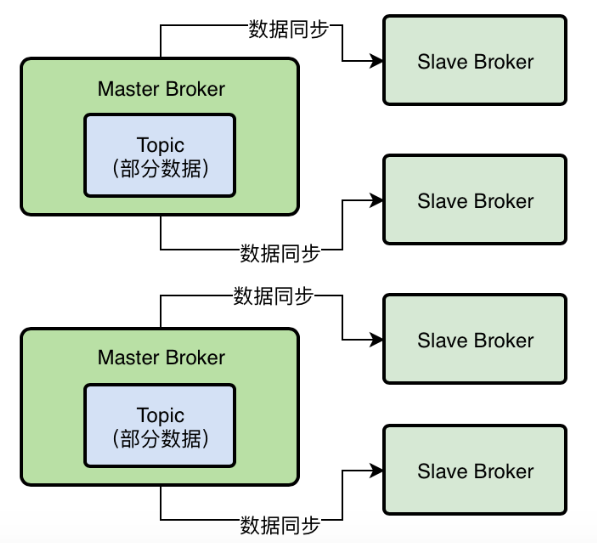 数据同步
Slave Broker
Master Broker
Topic
（部分数据）
Slave Broker
数据同步
数据同步
Slave Broker
Master Broker
Topic
（部分数据）
Slave Broker
数据同步